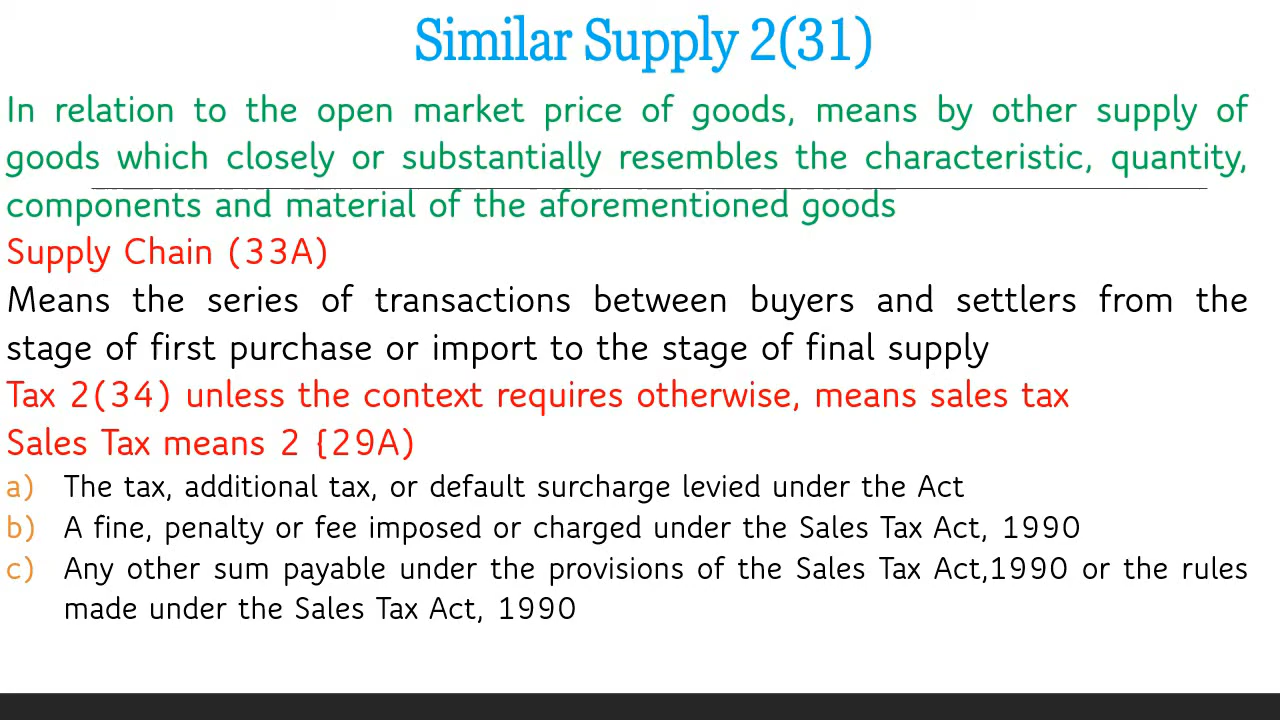 Similar Supply 2(31)
In relation to the open market price of goods, means by other supply of
goods which closely or substantially resembles the characteristic, quantity,
components and material of the aforementioned goods
Supply Chain (33A)
Means the series of transactions between buyers and settlers from the
stage of first purchase or import to the stage of final supply
Tax 2(34) unless the context requires otherwise, means sales tax
Sales Tax means 2 {29A)
a) The tax, additional tax, or default surcharge levied under the Act
b) A fine, penalty or fee imposed or charged under the Sales Tax Act, 1990
c) Any other sum payable under the provisions of the Sales Tax Act,1990 or the rules
made under the Sales Tax Act, 1990